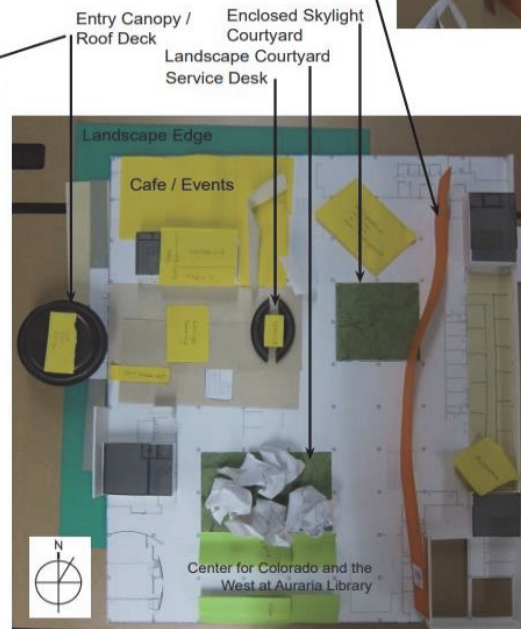 Entry Canopy /
Roof Deck
Enclosed Skylight
Courtyard
Landscape Courtyard
Service Desk
Landscape Edge
Cafe / Events
N
Center for Colorado and the
West at Auraria Library